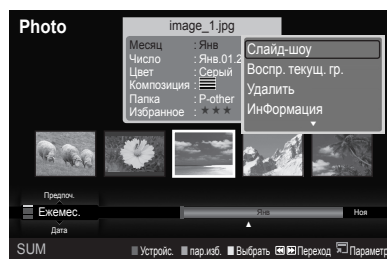 Photo
image_1.jpg
Месяц : Янв
Число : Янв.01.2
Цвет : Серый
Композиция :
Папка : P-other
Избранное : ★ ★ ★
Слайд-шоу
Воспр. текущ. гр.
Удалить
ИнФормация
Предпоч.
Ежемес.
Янв
Ноя
Дата
SUM
Устройс.
пар.изб.
Выбрать
Переход
Параметр